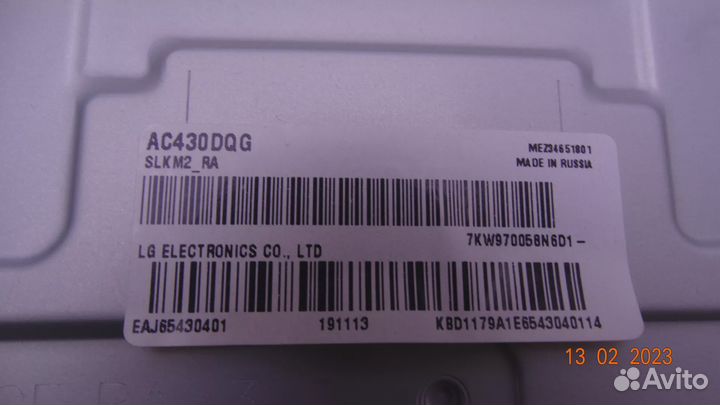 AC430DQG
SLKM2_RA
MEZ34651801
MADE IN RUSSIA
7KW970058N6D1-
LG ELECTRONICS CO., LTD
EAJ65430401
191113
KBD1179A1E6543040114
13 02 2023
Avito